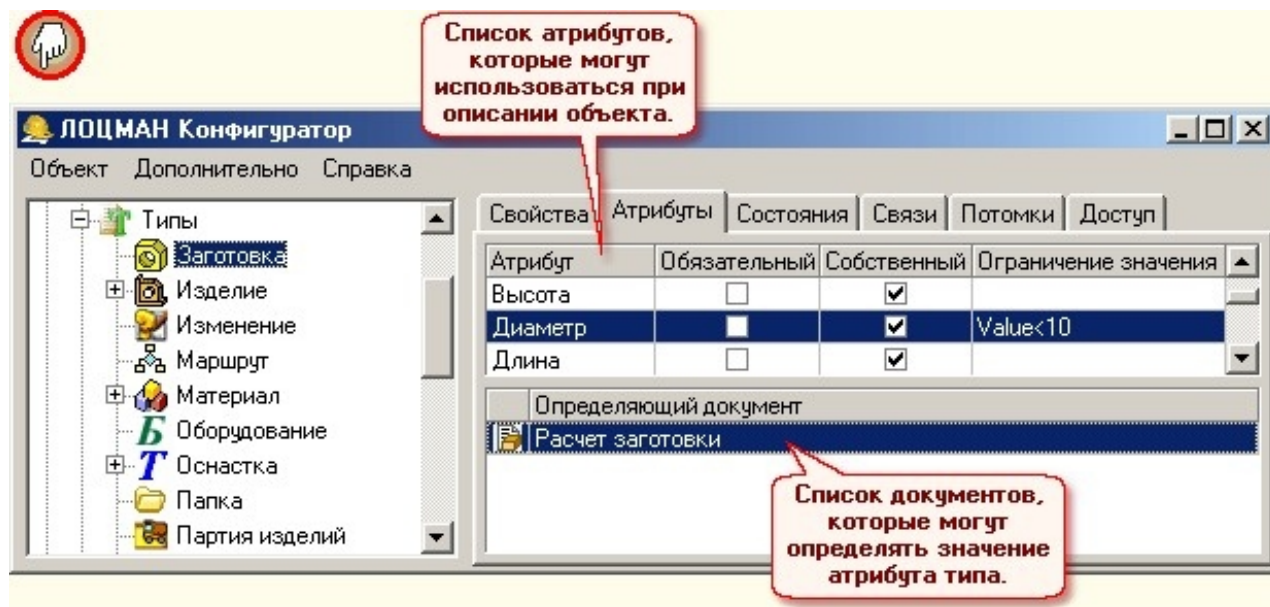 Список атрибутов,
которые могут
использоваться при
описании объекта.
ЛОЦМАН Конфигуратор
Объект Дополнительно Справка
Типы
Заготовка
Изделие
Изменение
Маршрут
Материал
Оборудование
Оснастка
Папка
Партия изделий
Свойства Атрибуты Состояния Связи Потомки Доступ
Атрибут Обязательный Собственный Ограничение значения
Высота
Диаметр Value<10
Длина
Определяющий документ
Расчет заготовки
Список документов,
которые могут
определять значение
атрибута типа.